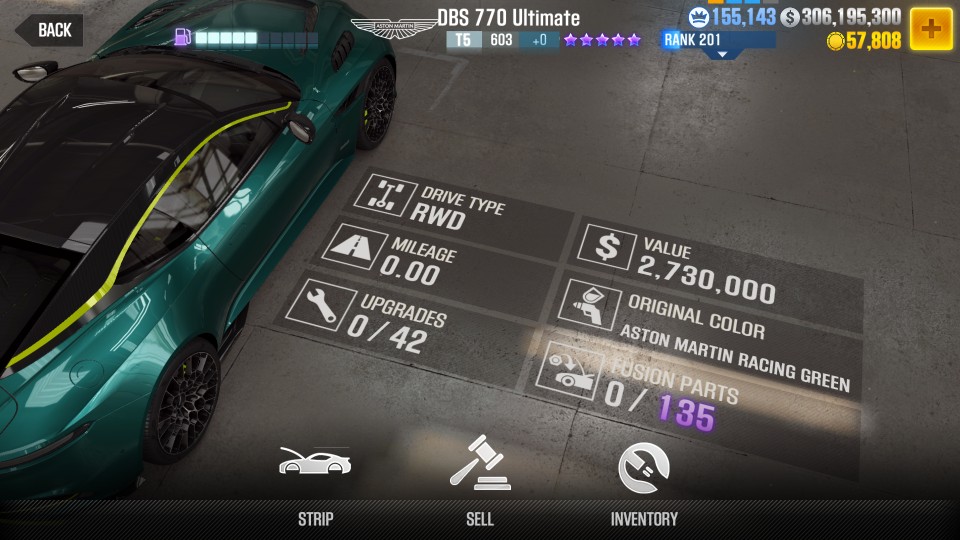 BACK
ASTON MARTIN
DBS 770 Ultimate
T5 603 +0
155,143
306,195,300
RANK 201
57,808
DRIVE TYPE
RWD
MILEAGE
0.00
UPGRADES
0/42
VALUE
2,730,000
ORIGINAL COLOR
ASTON MARTIN RACING GREEN
FUSION PARTS
0/135
STRIP
SELL
INVENTORY